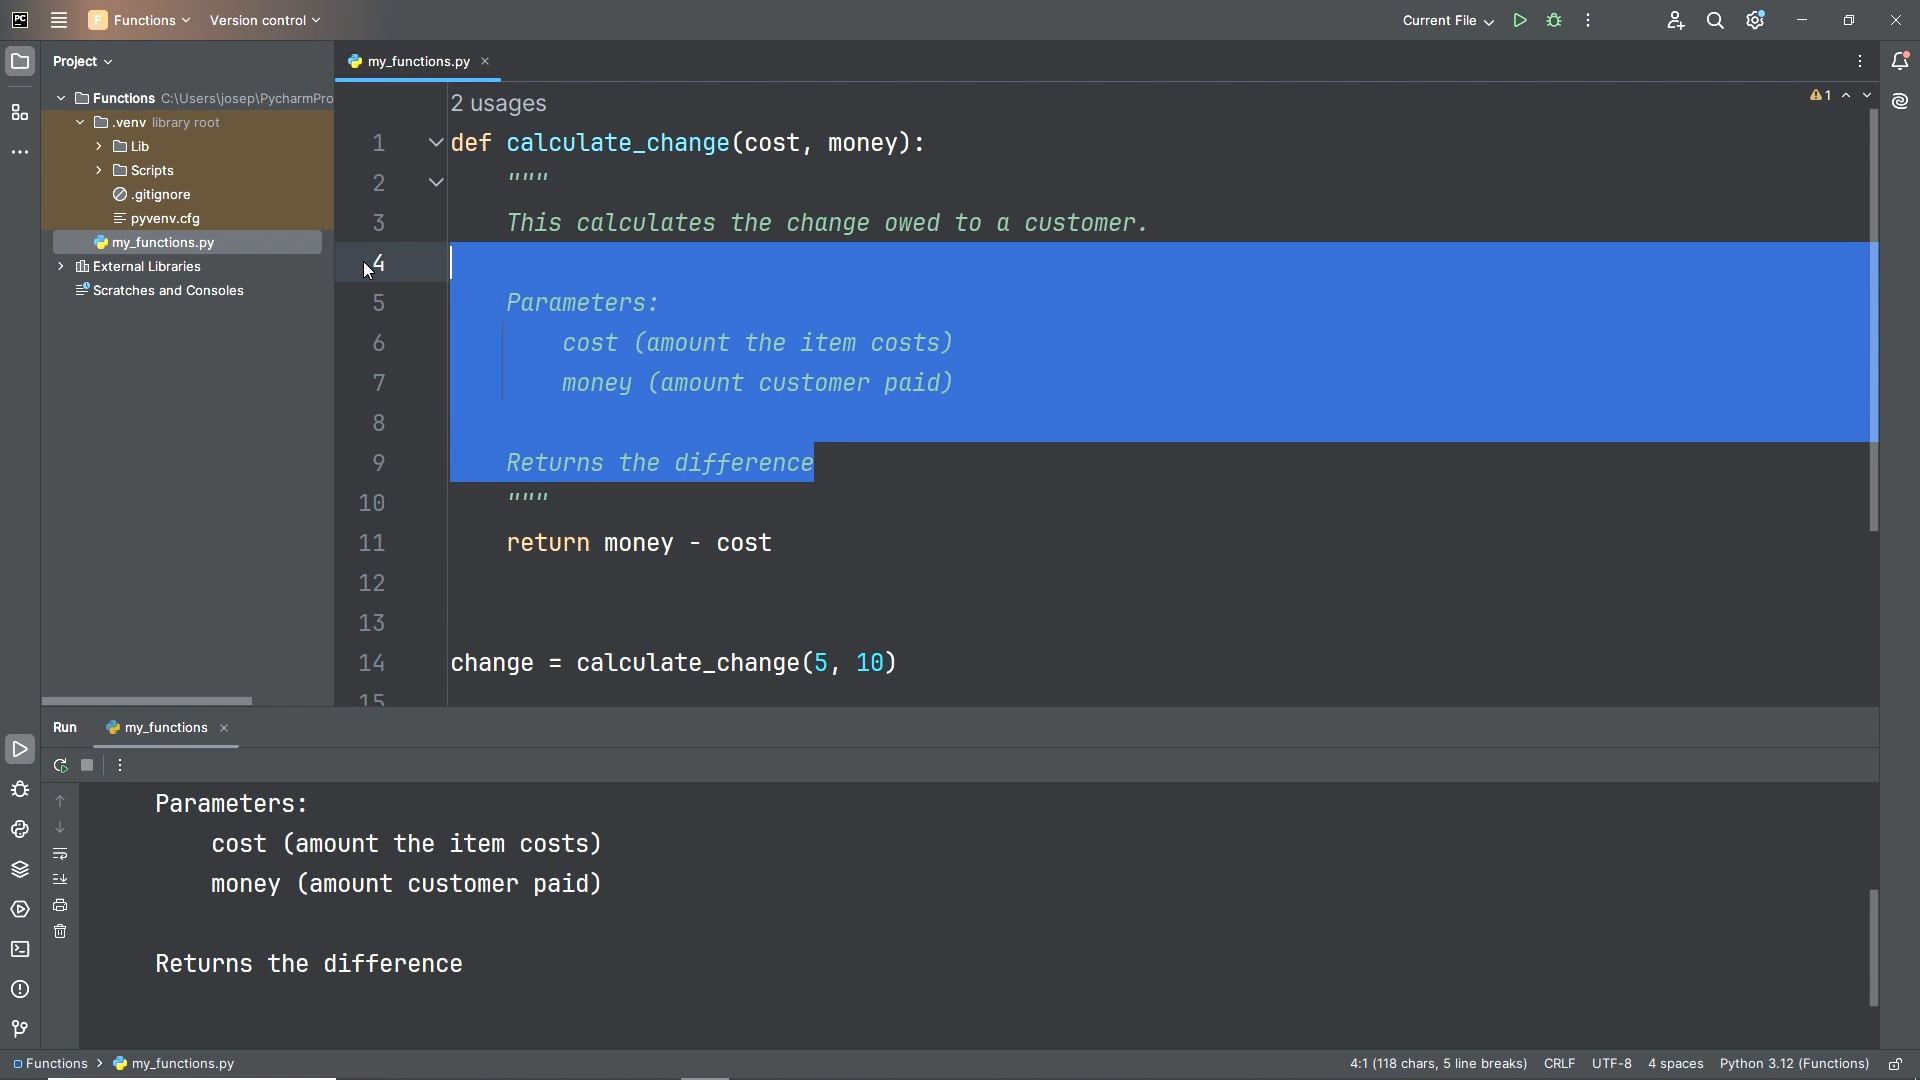 PC F Functions Version control Current File
Project
my_functions.py
Functions C:\Users\josep\PycharmPro
.venv library root
Lib
Scripts
.gitignore
pyvenv.cfg
my_functions.py
External Libraries
Scratches and Consoles
2 usages
1
1 def calculate_change(cost, money):
2 """
3 This calculates the change owed to a customer.
4
5 Parameters:
6 cost (amount the item costs)
7 money (amount customer paid)
8
9 Returns the difference
10 """
11 return money - cost
12
13
14 change = calculate_change(5, 10)
15
Run my_functions
Parameters:
cost (amount the item costs)
money (amount customer paid)
Returns the difference
Functions > my_functions.py 4:1 (118 chars, 5 line breaks) CRLF UTF-8 4 spaces Python 3.12 (Functions)